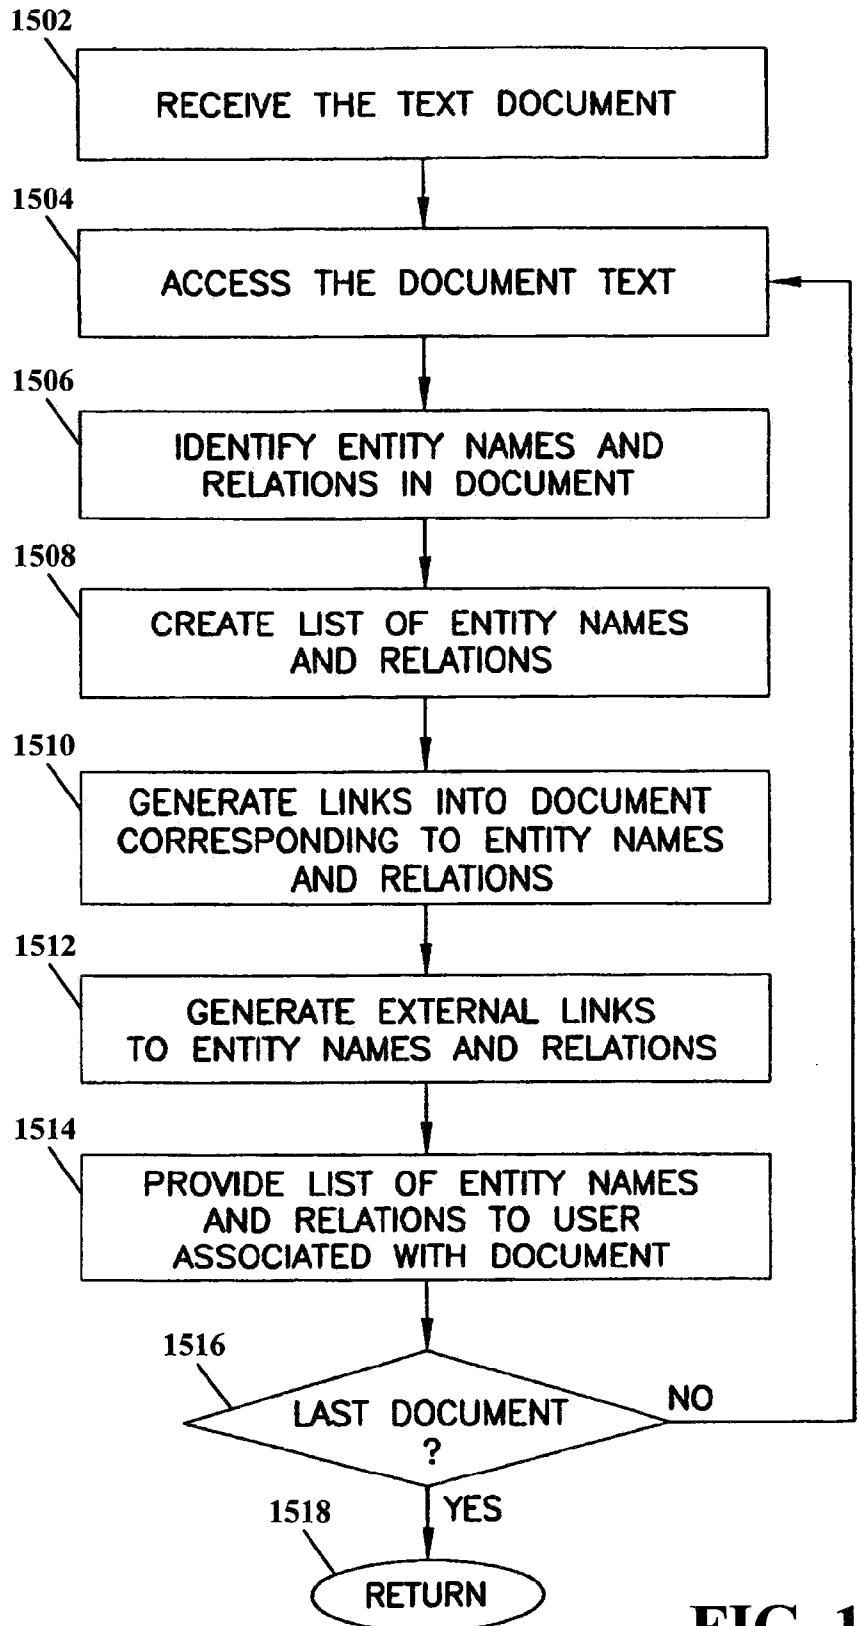 1502
RECEIVE THE TEXT DOCUMENT
1504
ACCESS THE DOCUMENT TEXT
1506
IDENTIFY ENTITY NAMES AND
RELATIONS IN DOCUMENT
1508
CREATE LIST OF ENTITY NAMES
AND RELATIONS
1510
GENERATE LINKS INTO DOCUMENT
CORRESPONDING TO ENTITY NAMES
AND RELATIONS
1512
GENERATE EXTERNAL LINKS
TO ENTITY NAMES AND RELATIONS
1514
PROVIDE LIST OF ENTITY NAMES
AND RELATIONS TO USER
ASSOCIATED WITH DOCUMENT
1516
LAST DOCUMENT
?
NO
YES
1518
RETURN
FIG. 1